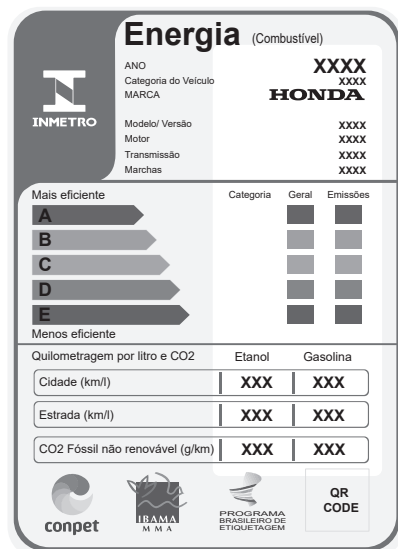 Energia (Combustível)
ANO XXXX
Categoria do Veículo XXXX
MARCA HONDA
INMETRO
Modelo/ Versão XXXX
Motor XXXX
Transmissão XXXX
Marchas XXXX
Mais eficiente Categoria Geral Emissões
A
B
C
D
E
Menos eficiente
Quilometragem por litro e CO2 Etanol Gasolina
Cidade (km/l) XXX XXX
Estrada (km/l) XXX XXX
CO2 Fóssil não renovável (g/km) XXX XXX
conpet
IBAMA
MMA
PROGRAMA
BRASILEIRO DE
ETIQUETAGEM
QR
CODE